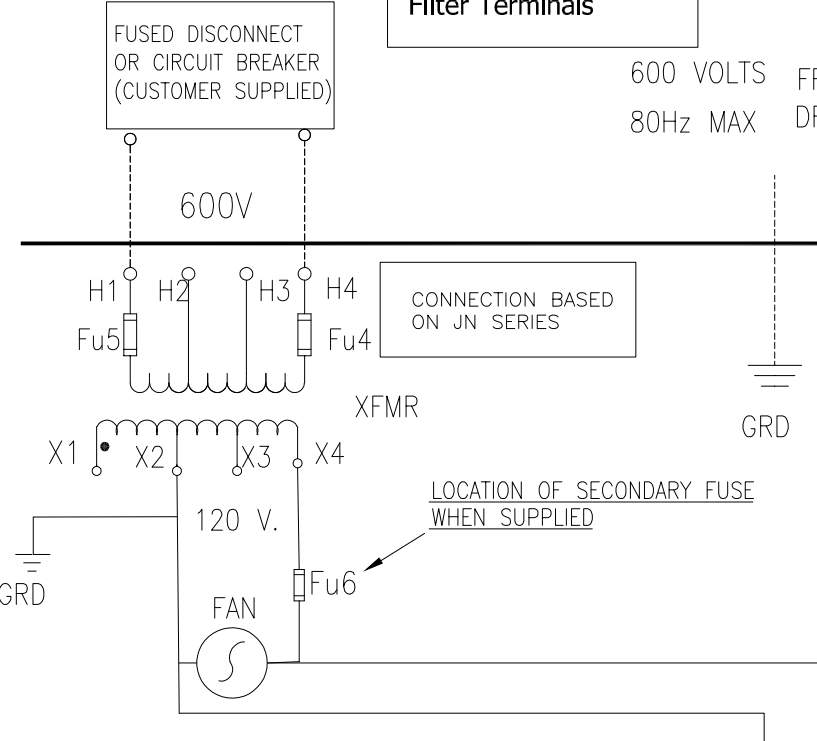 Filter Terminals
FUSED DISCONNECT
OR CIRCUIT BREAKER
(CUSTOMER SUPPLIED)
600 VOLTS
80Hz MAX
600V
H1
H2
H3
H4
CONNECTION BASED
ON JN SERIES
Fu5
Fu4
XFMR
GRD
X1
X2
X3
X4
LOCATION OF SECONDARY FUSE
WHEN SUPPLIED
120 V.
GRD
Fu6
FAN